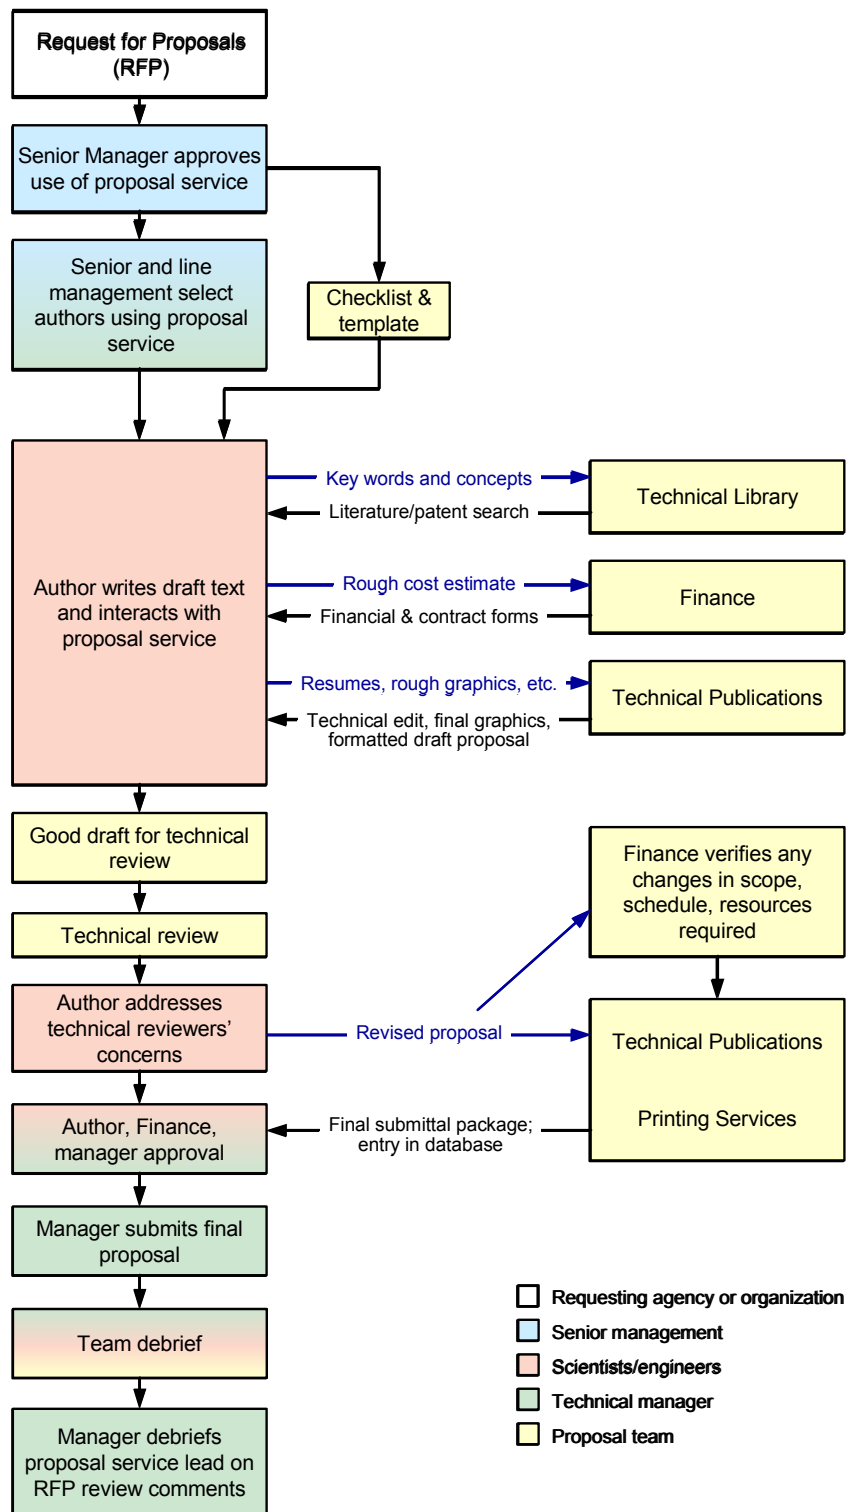 Request for Proposals
(RFP)
Senior Manager approves
use of proposal service
Senior and line
management select
authors using proposal
service
Checklist &
template
Author writes draft text
and interacts with
proposal service
Key words and concepts
Literature/patent search
Technical Library
Rough cost estimate
Financial & contract forms
Finance
Resumes, rough graphics, etc.
Technical edit, final graphics,
formatted draft proposal
Technical Publications
Good draft for technical
review
Technical review
Author addresses
technical reviewers’
concerns
Revised proposal
Finance verifies any
changes in scope,
schedule, resources
required
Technical Publications
Printing Services
Final submittal package;
entry in database
Author, Finance,
manager approval
Manager submits final
proposal
Team debrief
Manager debriefs
proposal service lead on
RFP review comments
Requesting agency or organization
Senior management
Scientists/engineers
Technical manager
Proposal team